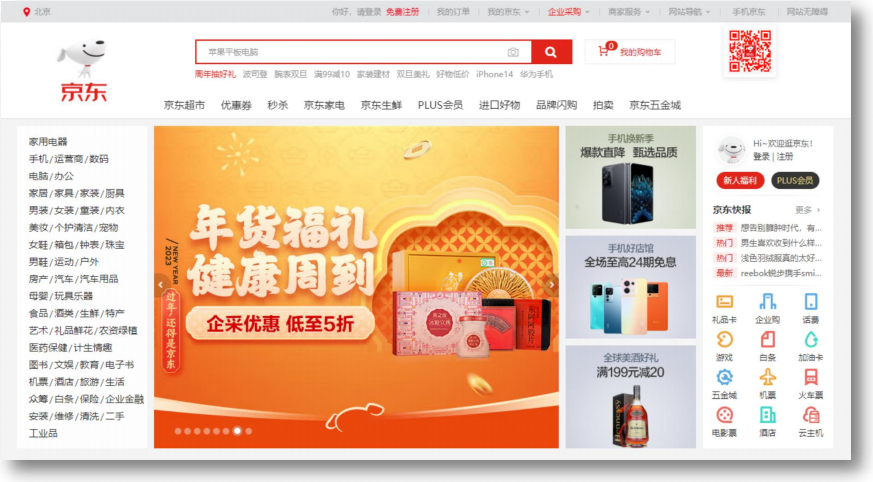 北京
你好，请登录 免费注册 我的订单 我的京东 企业采购 商家服务 网站导航 手机京东 网站无障碍
京东
苹果平板电脑
0 我的购物车
周年抽好礼 波司登 腕表双旦 满99减10 家装建材 双旦美礼 好物低价 iPhone14 华为手机
京东超市 优惠券 秒杀 京东家电 京东生鲜 PLUS会员 进口好物 品牌闪购 拍卖 京东五金城
家用电器
手机/运营商/数码
电脑/办公
家居/家具/家装/厨具
男装/女装/童装/内衣
美妆/个护清洁/宠物
女鞋/箱包/钟表/珠宝
男鞋/运动/户外
房产/汽车/汽车用品
母婴/玩具乐器
食品/酒类/生鲜/特产
艺术/礼品鲜花/农资绿植
医药保健/计生情趣
图书/文娱/教育/电子书
机票/酒店/旅游/生活
众筹/白条/保险/企业金融
安装/维修/清洗/二手
工业品
NEW YEAR
/ 2023
过年还得是京东
年货福礼
健康周到
企采优惠 低至5折
手机换新季
爆款直降 甄选品质
手机好店馆
全场至高24期免息
全球美酒好礼
满199元减20
Hi~欢迎逛京东！
登录 | 注册
新人福利 PLUS会员
京东快报 更多
推荐 想告别臃肿时代，有...
热门 男生喜欢收到什么样...
热门 浅色羽绒服真的太好...
最新 reebok锐步携手smi...
礼品卡 企业购 话费
游戏 白条 加油卡
五金城 机票 火车票
电影票 酒店 云主机